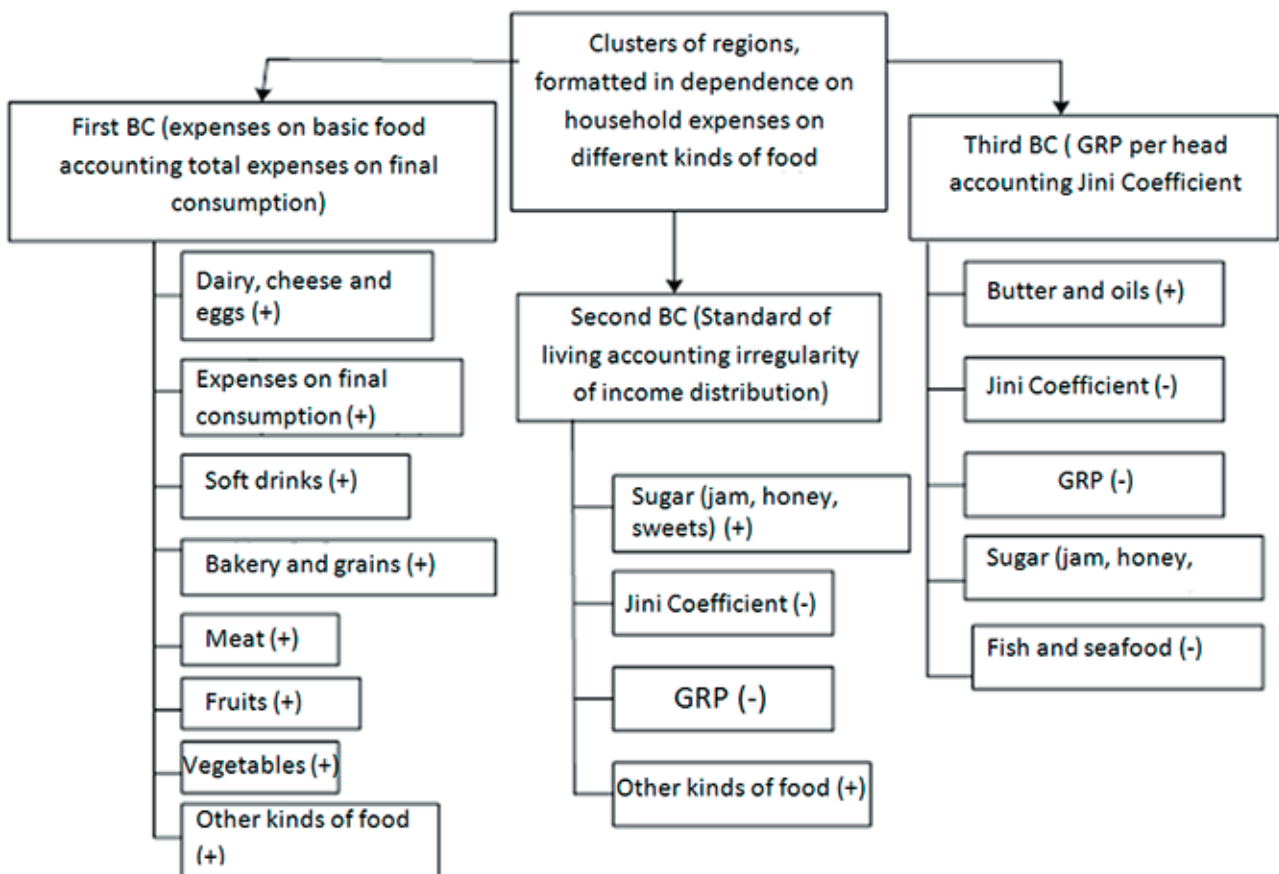 Clusters of regions,
formatted in dependence on
household expenses on
different kinds of food
First BC (expenses on basic food
accounting total expenses on final
consumption)
Dairy, cheese and
eggs (+)
Expenses on final
consumption (+)
Soft drinks (+)
Bakery and grains (+)
Meat (+)
Fruits (+)
Vegetables (+)
Other kinds of food
(+)
Second BC (Standard of
living accounting irregularity
of income distribution)
Sugar (jam, honey,
sweets) (+)
Jini Coefficient (-)
GRP (-)
Other kinds of food (+)
Third BC ( GRP per head
accounting Jini Coefficient
Butter and oils (+)
Jini Coefficient (-)
GRP (-)
Sugar (jam, honey,
Fish and seafood (-)